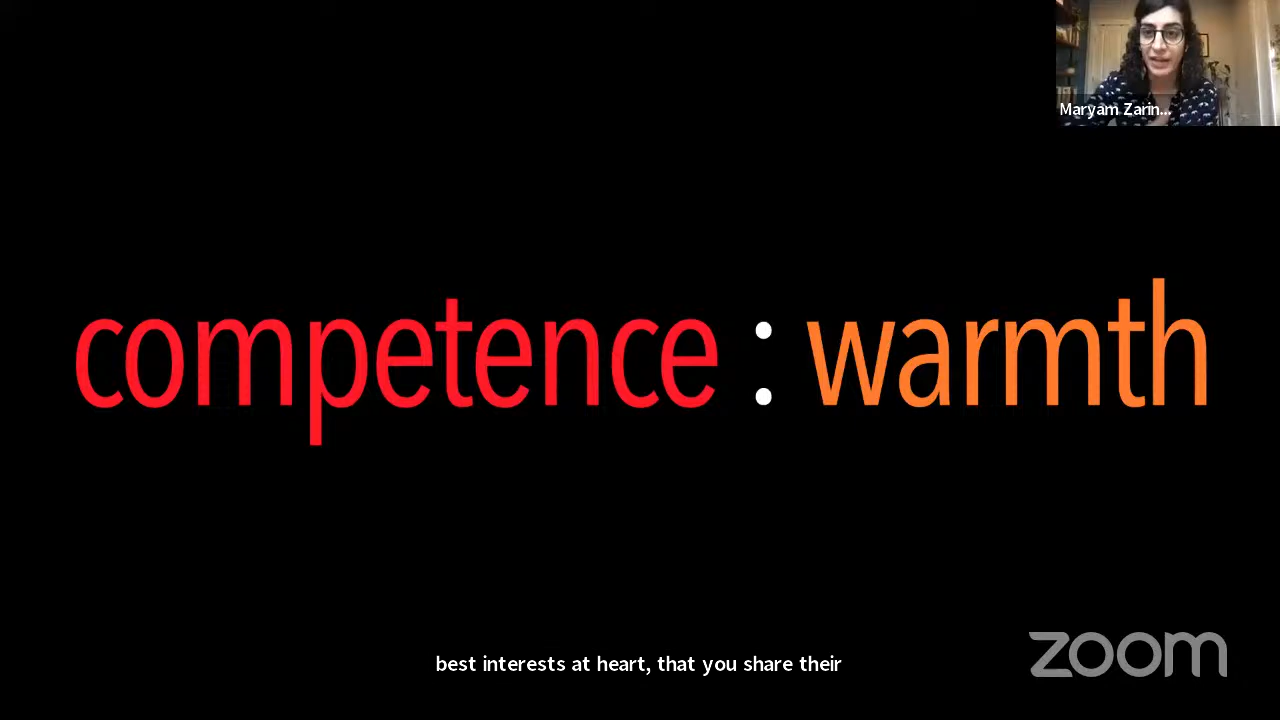 Maryam Zarin...
competence : warmth
best interests at heart, that you share their
zoom